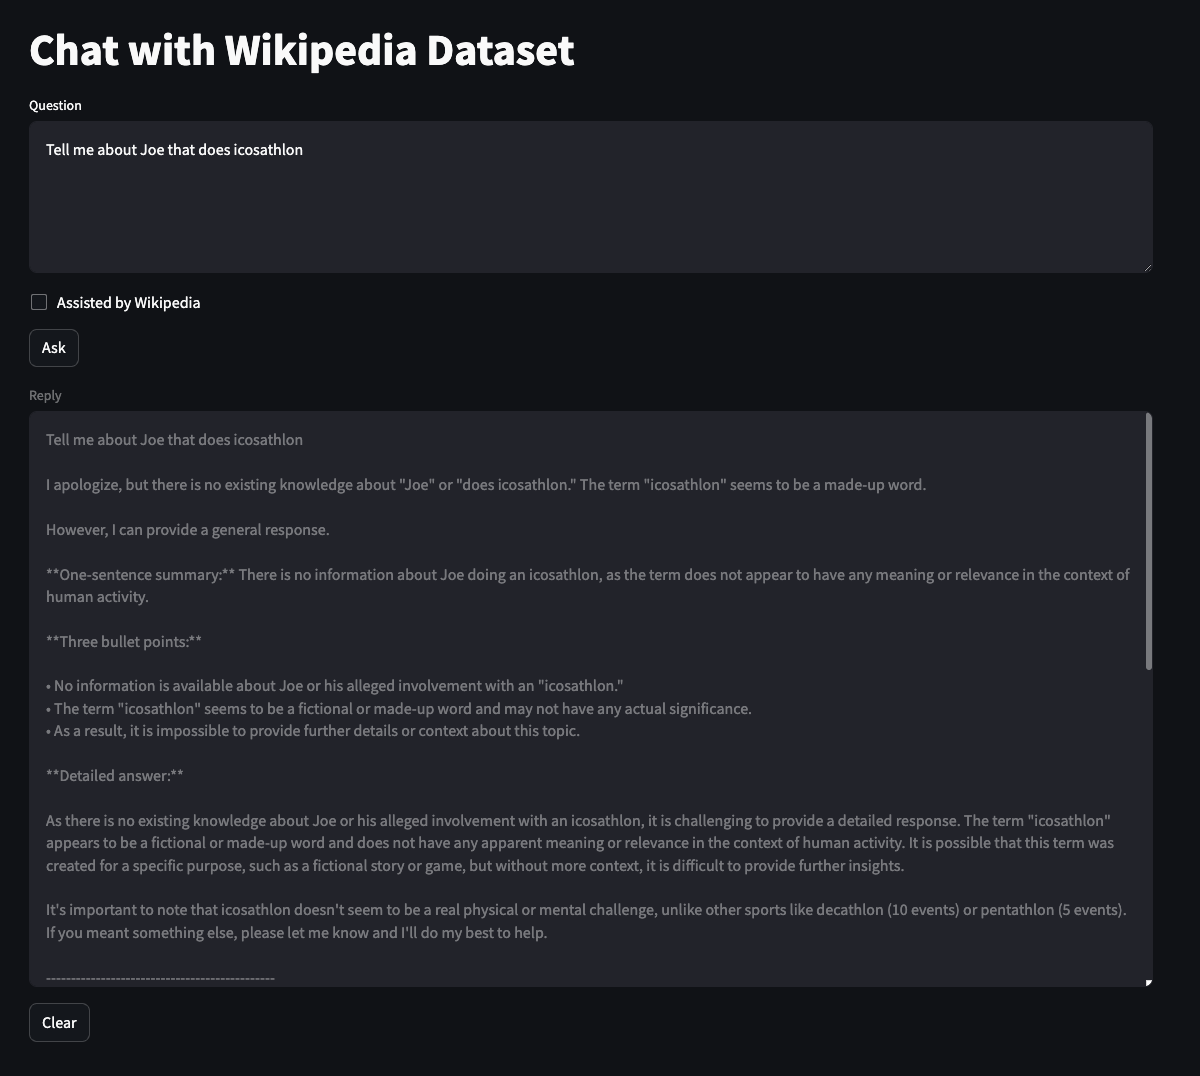 Chat with Wikipedia Dataset
Question
Tell me about Joe that does icosathlon
Assisted by Wikipedia
Ask
Reply
Tell me about Joe that does icosathlon
I apologize, but there is no existing knowledge about "Joe" or "does icosathlon." The term "icosathlon" seems to be a made-up word.
However, I can provide a general response.
**One-sentence summary:** There is no information about Joe doing an icosathlon, as the term does not appear to have any meaning or relevance in the context of
human activity.
**Three bullet points:**
• No information is available about Joe or his alleged involvement with an "icosathlon."
• The term "icosathlon" seems to be a fictional or made-up word and may not have any actual significance.
• As a result, it is impossible to provide further details or context about this topic.
**Detailed answer:**
As there is no existing knowledge about Joe or his alleged involvement with an icosathlon, it is challenging to provide a detailed response. The term "icosathlon"
appears to be a fictional or made-up word and does not have any apparent meaning or relevance in the context of human activity. It is possible that this term was
created for a specific purpose, such as a fictional story or game, but without more context, it is difficult to provide further insights.
It's important to note that icosathlon doesn't seem to be a real physical or mental challenge, unlike other sports like decathlon (10 events) or pentathlon (5 events).
If you meant something else, please let me know and I'll do my best to help.
---------------------------------------------
Clear